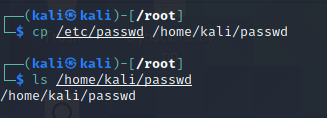 ┌──(kali㉿kali)-[/root]
└─$ cp /etc/passwd /home/kali/passwd
┌──(kali㉿kali)-[/root]
└─$ ls /home/kali/passwd
/home/kali/passwd